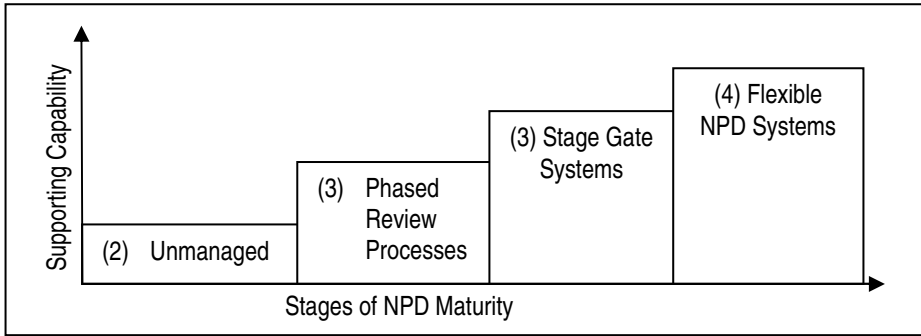 Supporting Capability
(2) Unmanaged
(3) Phased
Review
Processes
(3) Stage Gate
Systems
(4) Flexible
NPD Systems
Stages of NPD Maturity